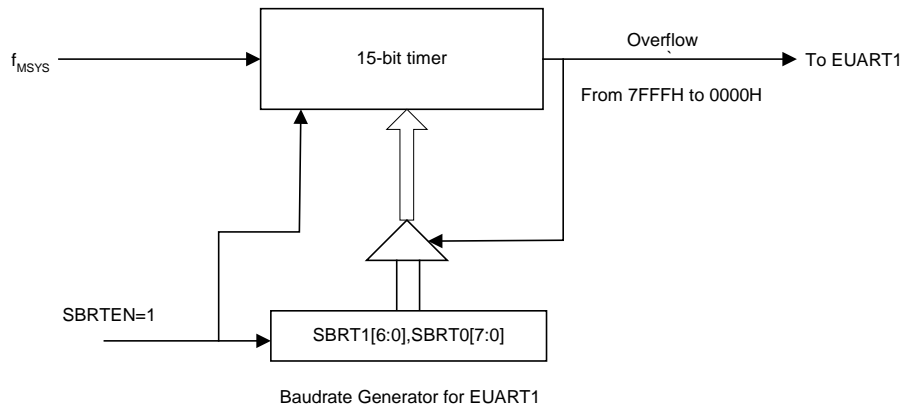 15-bit timer
f_MSYS
Overflow
`
To EUART1
From 7FFFH to 0000H
SBRTEN=1
SBRT1[6:0],SBRT0[7:0]
Baudrate Generator for EUART1